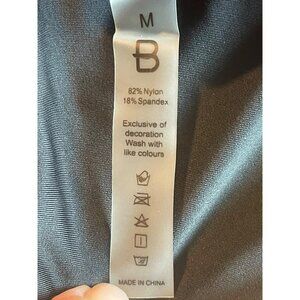 M
B
82% Nylon
18% Spandex
Exclusive of
decoration
Wash with
like colours
MADE IN CHINA